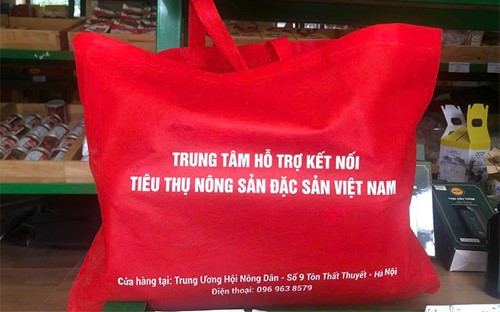 TRUNG TÂM HỖ TRỢ KẾT NỐI
TIÊU THỤ NÔNG SẢN ĐẶC SẢN VIỆT NAM
Cửa hàng tại: Trung Ương Hội Nông Dân - Số 9 Tôn Thất Thuyết - Hà Nội
Điện thoại: 096 963 8579